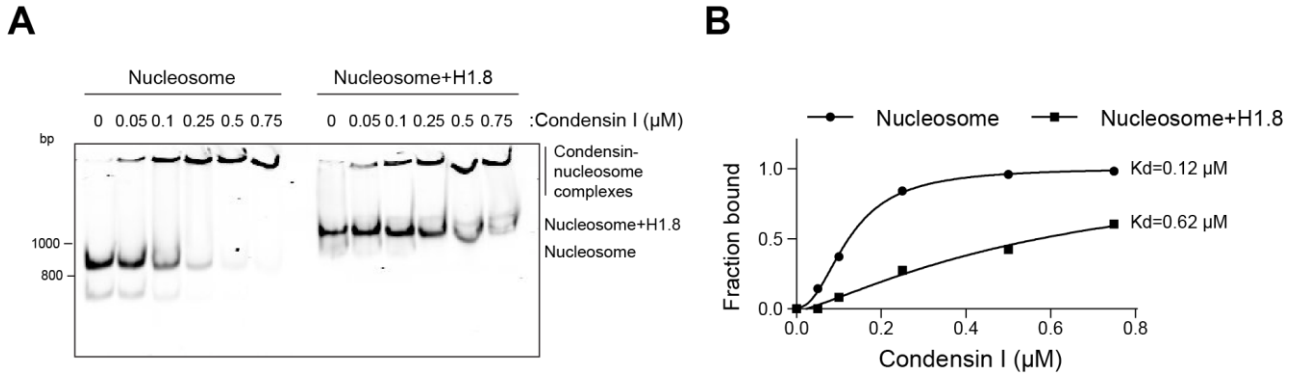 A
Nucleosome
Nucleosome+H1.8
0 0.05 0.1 0.25 0.5 0.75
0 0.05 0.1 0.25 0.5 0.75 :Condensin I (µM)
bp
Condensin-
nucleosome
complexes
Nucleosome+H1.8
Nucleosome
1000
800
B
Nucleosome
Nucleosome+H1.8
Fraction bound
1.0
0.5
0.0
Kd=0.12 µM
Kd=0.62 µM
0.0 0.2 0.4 0.6 0.8
Condensin I (µM)